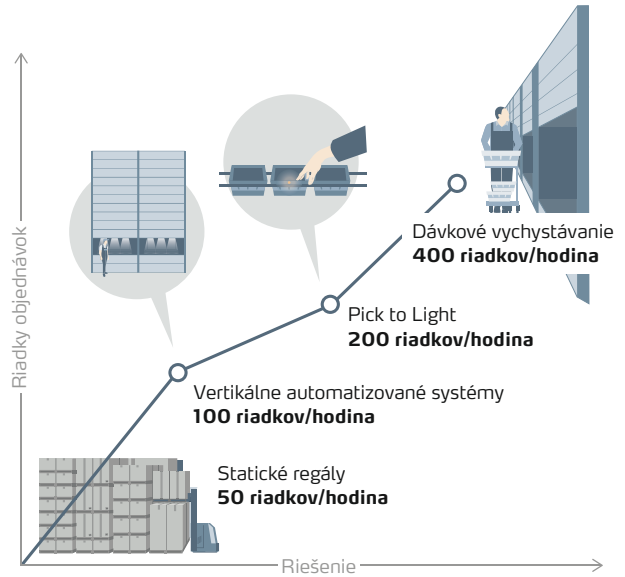 Riadky objednávok
Dávkové vychystávanie
400 riadkov/hodina
Pick to Light
200 riadkov/hodina
Vertikálne automatizované systémy
100 riadkov/hodina
Statické regály
50 riadkov/hodina
Riešenie